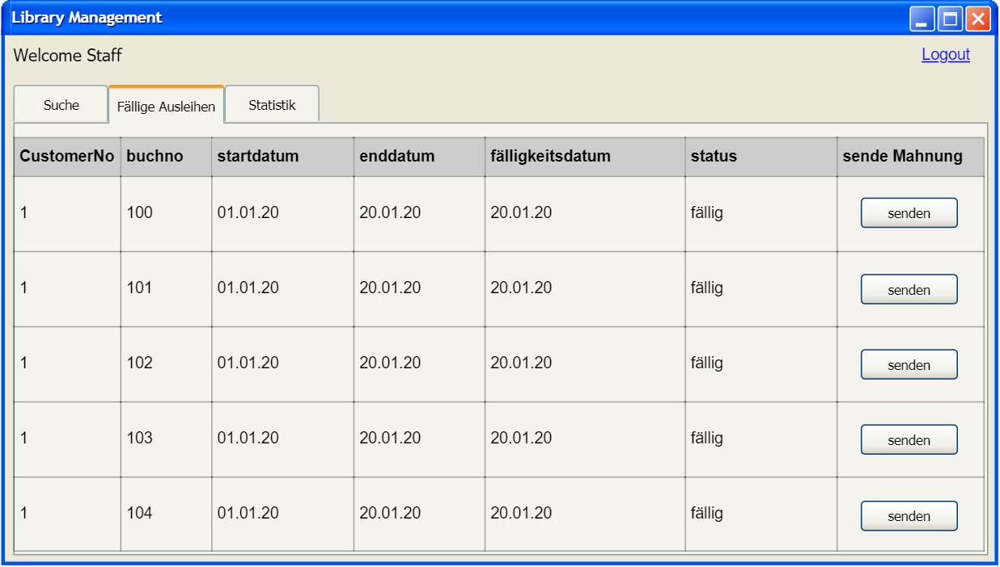 Library Management
Welcome Staff
Logout
Suche Fällige Ausleihen Statistik
CustomerNo buchno startdatum enddatum fälligkeitsdatum status sende Mahnung
1 100 01.01.20 20.01.20 20.01.20 fällig senden
1 101 01.01.20 20.01.20 20.01.20 fällig senden
1 102 01.01.20 20.01.20 20.01.20 fällig senden
1 103 01.01.20 20.01.20 20.01.20 fällig senden
1 104 01.01.20 20.01.20 20.01.20 fällig senden